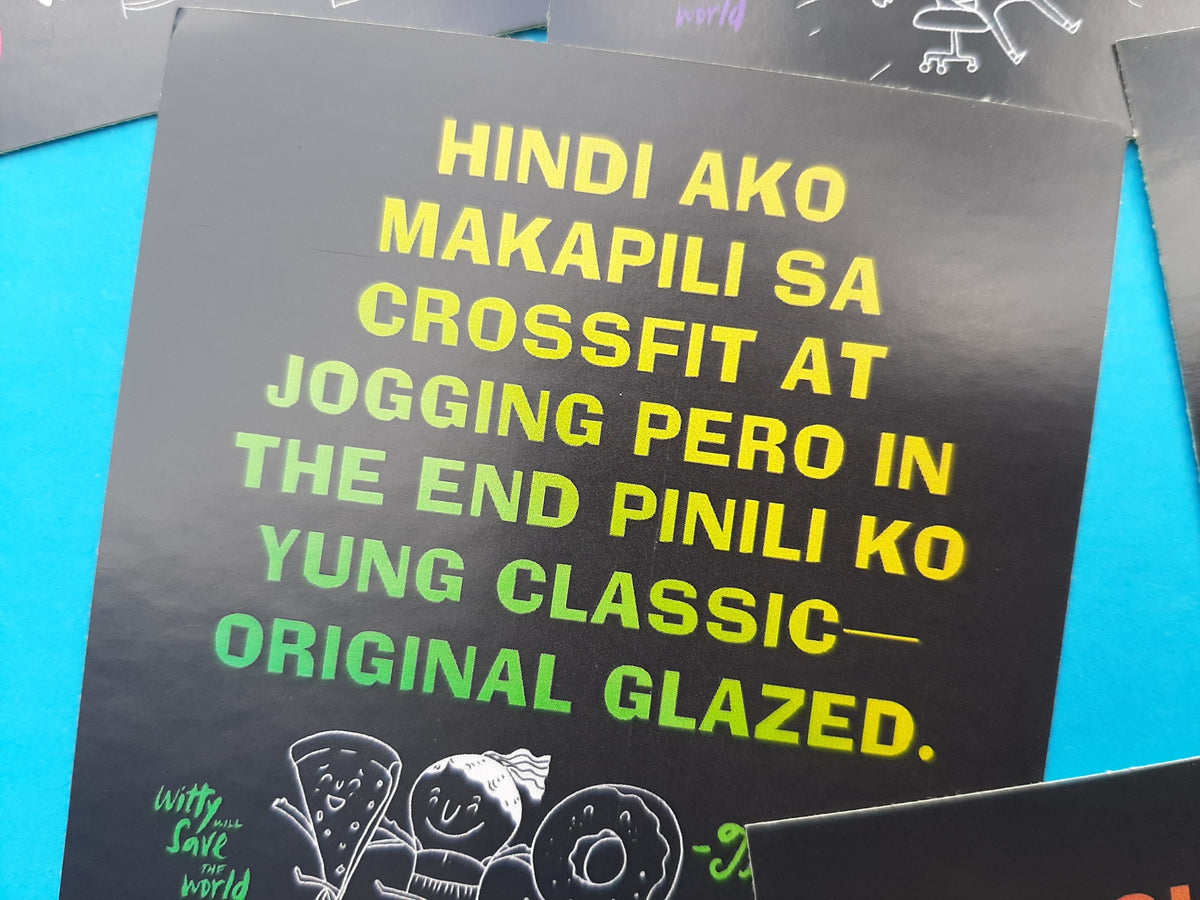 world
HINDI AKO
MAKAPILI SA
CROSSFIT AT
JOGGING PERO IN
THE END PINILI KO
YUNG CLASSIC—
ORIGINAL GLAZED.
witty
WILL
Save
THE
world